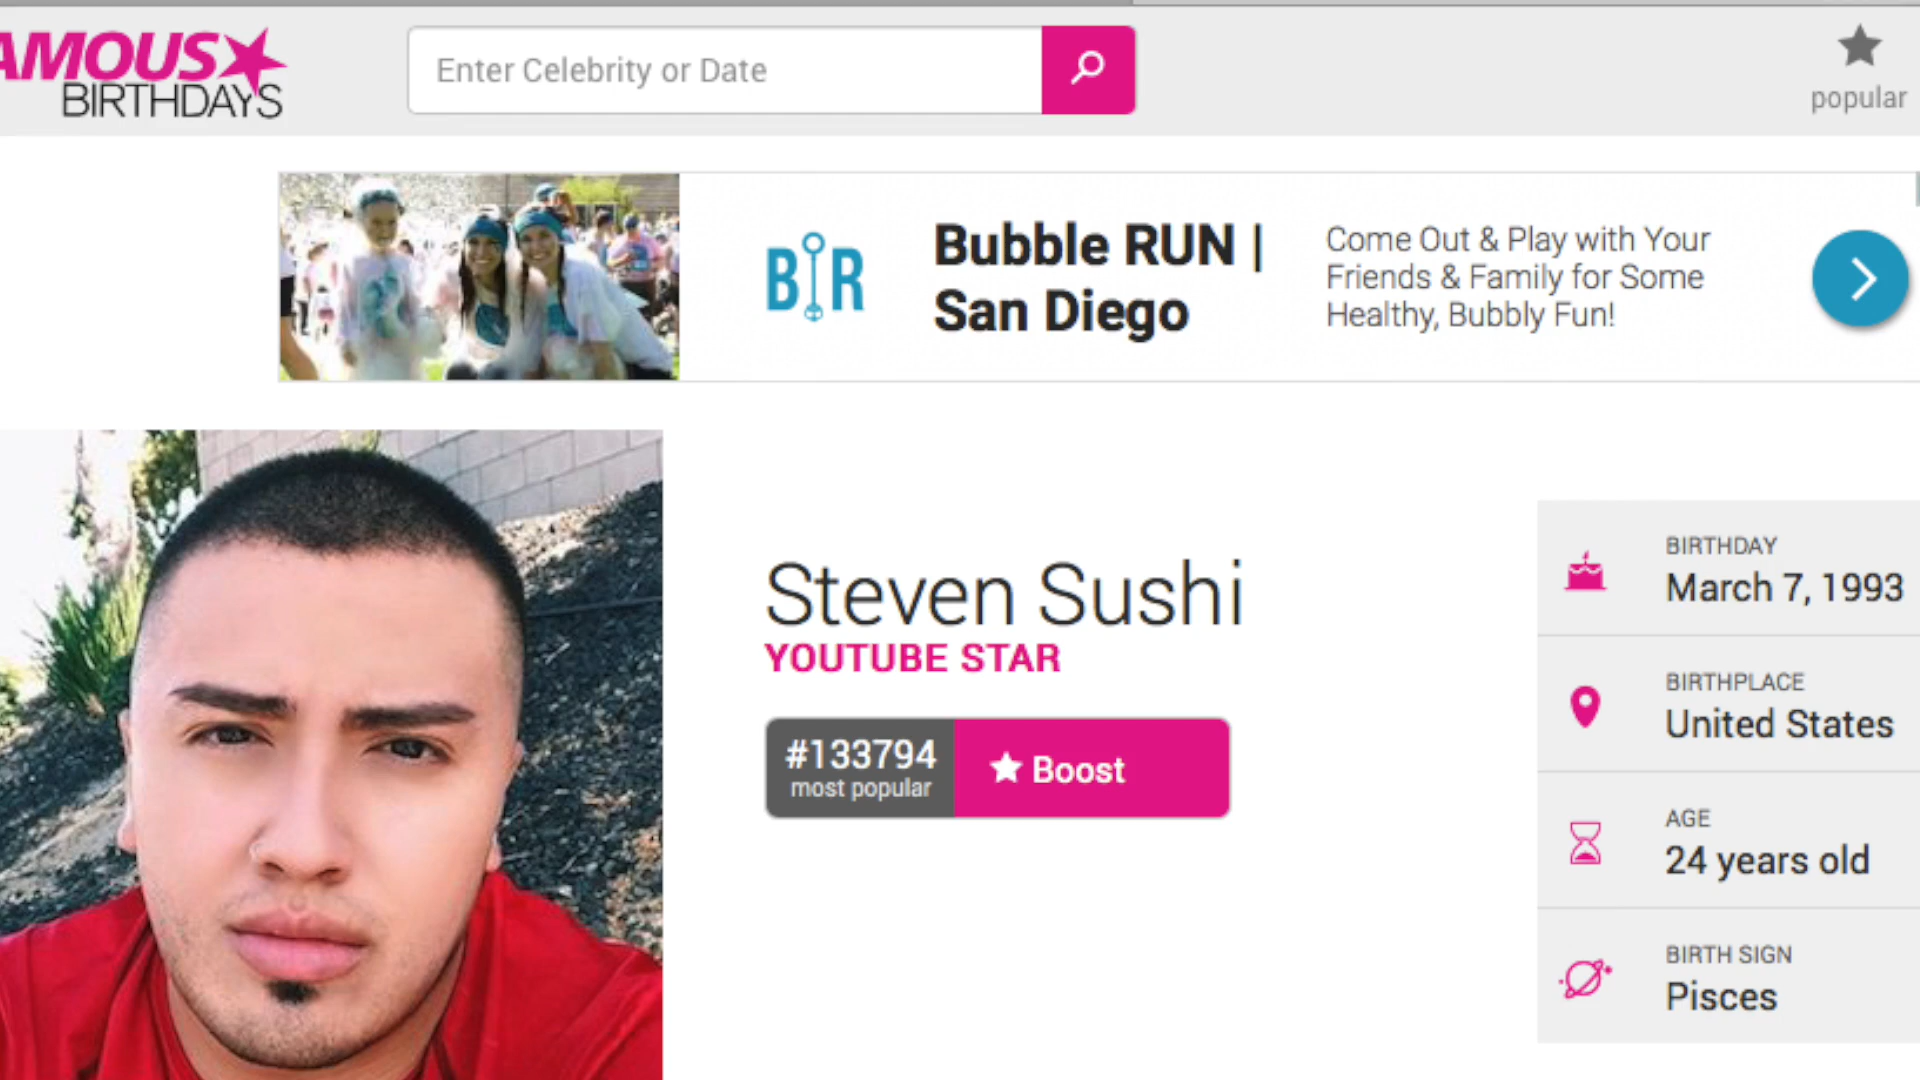 AMOUS
BIRTHDAYS
Enter Celebrity or Date
popular
BR
Bubble RUN |
San Diego
Come Out & Play with Your
Friends & Family for Some
Healthy, Bubbly Fun!
Steven Sushi
YOUTUBE STAR
#133794
most popular
Boost
BIRTHDAY
March 7, 1993
BIRTHPLACE
United States
AGE
24 years old
BIRTH SIGN
Pisces